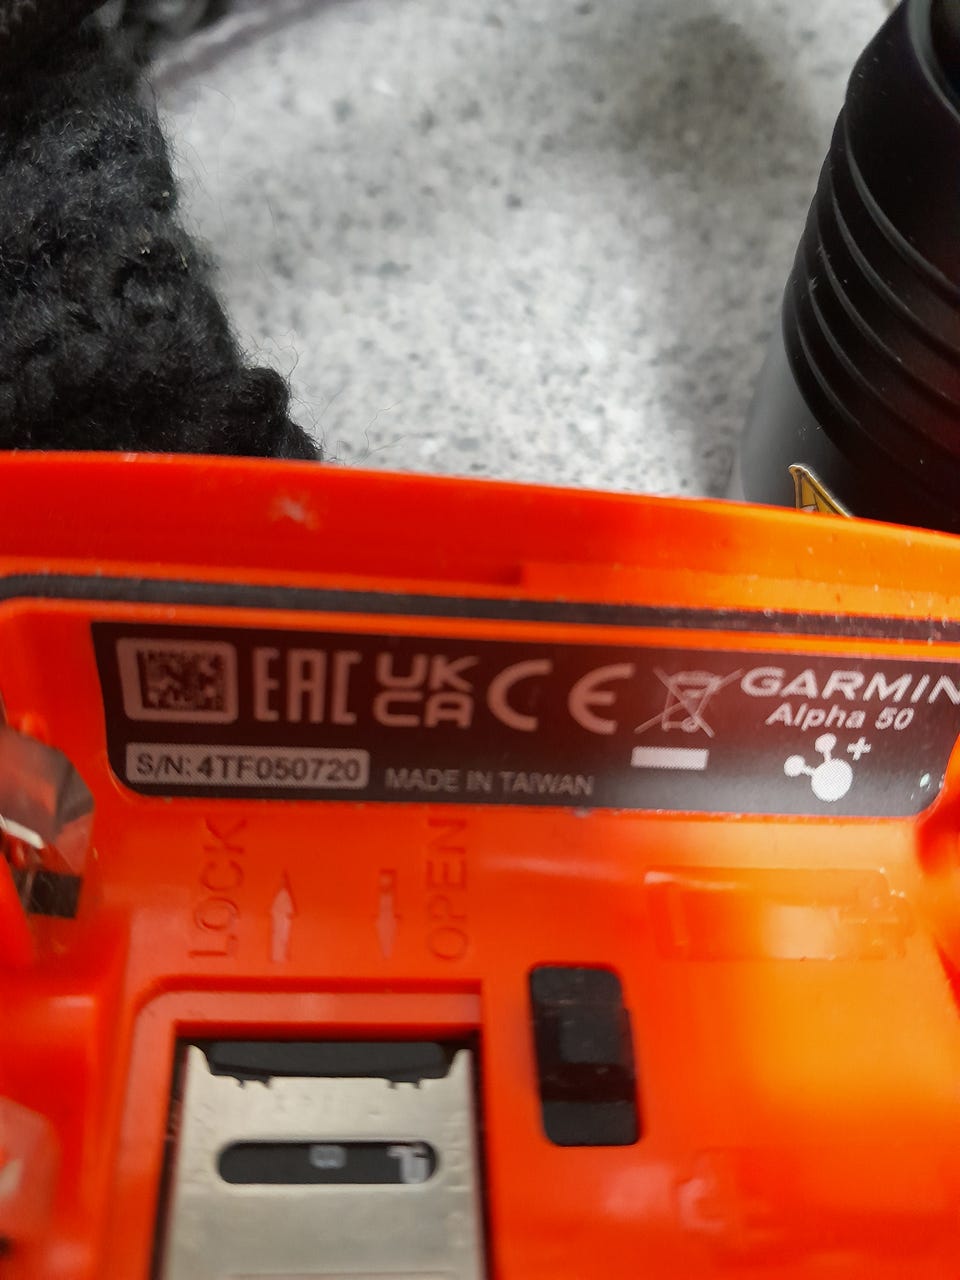 EAC UK CA CE GARMIN
Alpha 50
S/N: 4TF050720 MADE IN TAIWAN
LOCK OPEN